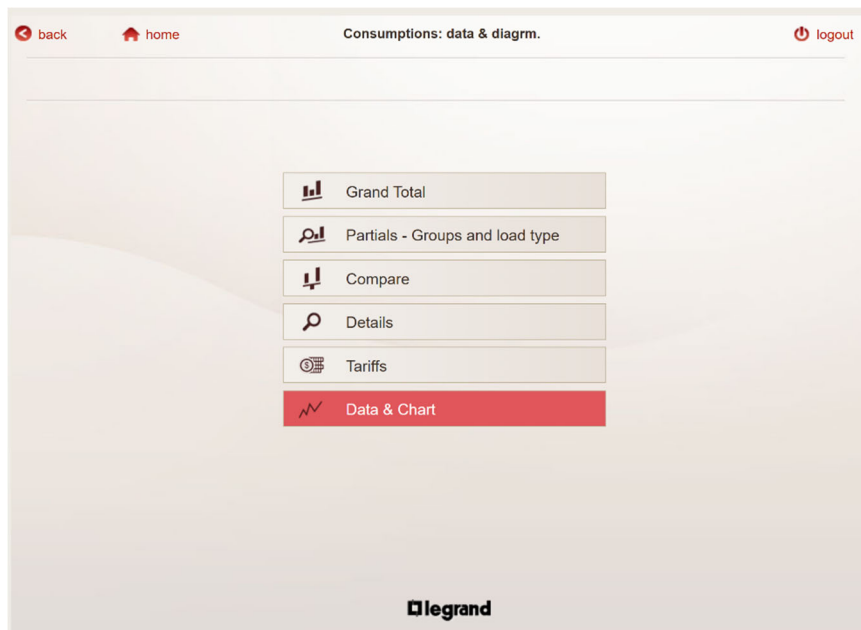 back
home
Consumptions: data & diagrm.
logout
Grand Total
Partials - Groups and load type
Compare
Details
Tariffs
Data & Chart
legrand